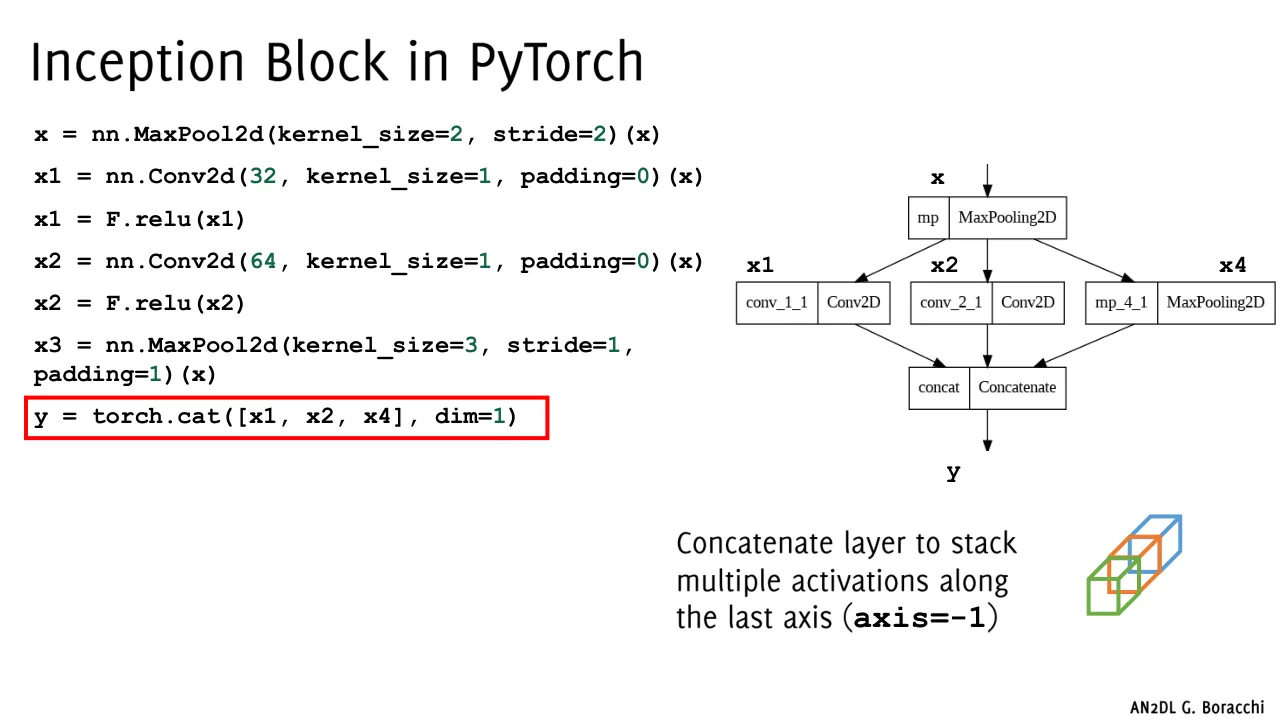 Inception Block in PyTorch
x = nn.MaxPool2d(kernel_size=2, stride=2)(x)
x1 = nn.Conv2d(32, kernel_size=1, padding=0)(x)
x1 = F.relu(x1)
x2 = nn.Conv2d(64, kernel_size=1, padding=0)(x)
x2 = F.relu(x2)
x3 = nn.MaxPool2d(kernel_size=3, stride=1,
padding=1)(x)
y = torch.cat([x1, x2, x4], dim=1)
x
mp MaxPooling2D
x1 x2 x4
conv_1_1 Conv2D conv_2_1 Conv2D mp_4_1 MaxPooling2D
concat Concatenate
y
Concatenate layer to stack
multiple activations along
the last axis (axis=-1)
AN2DL G. Boracchi